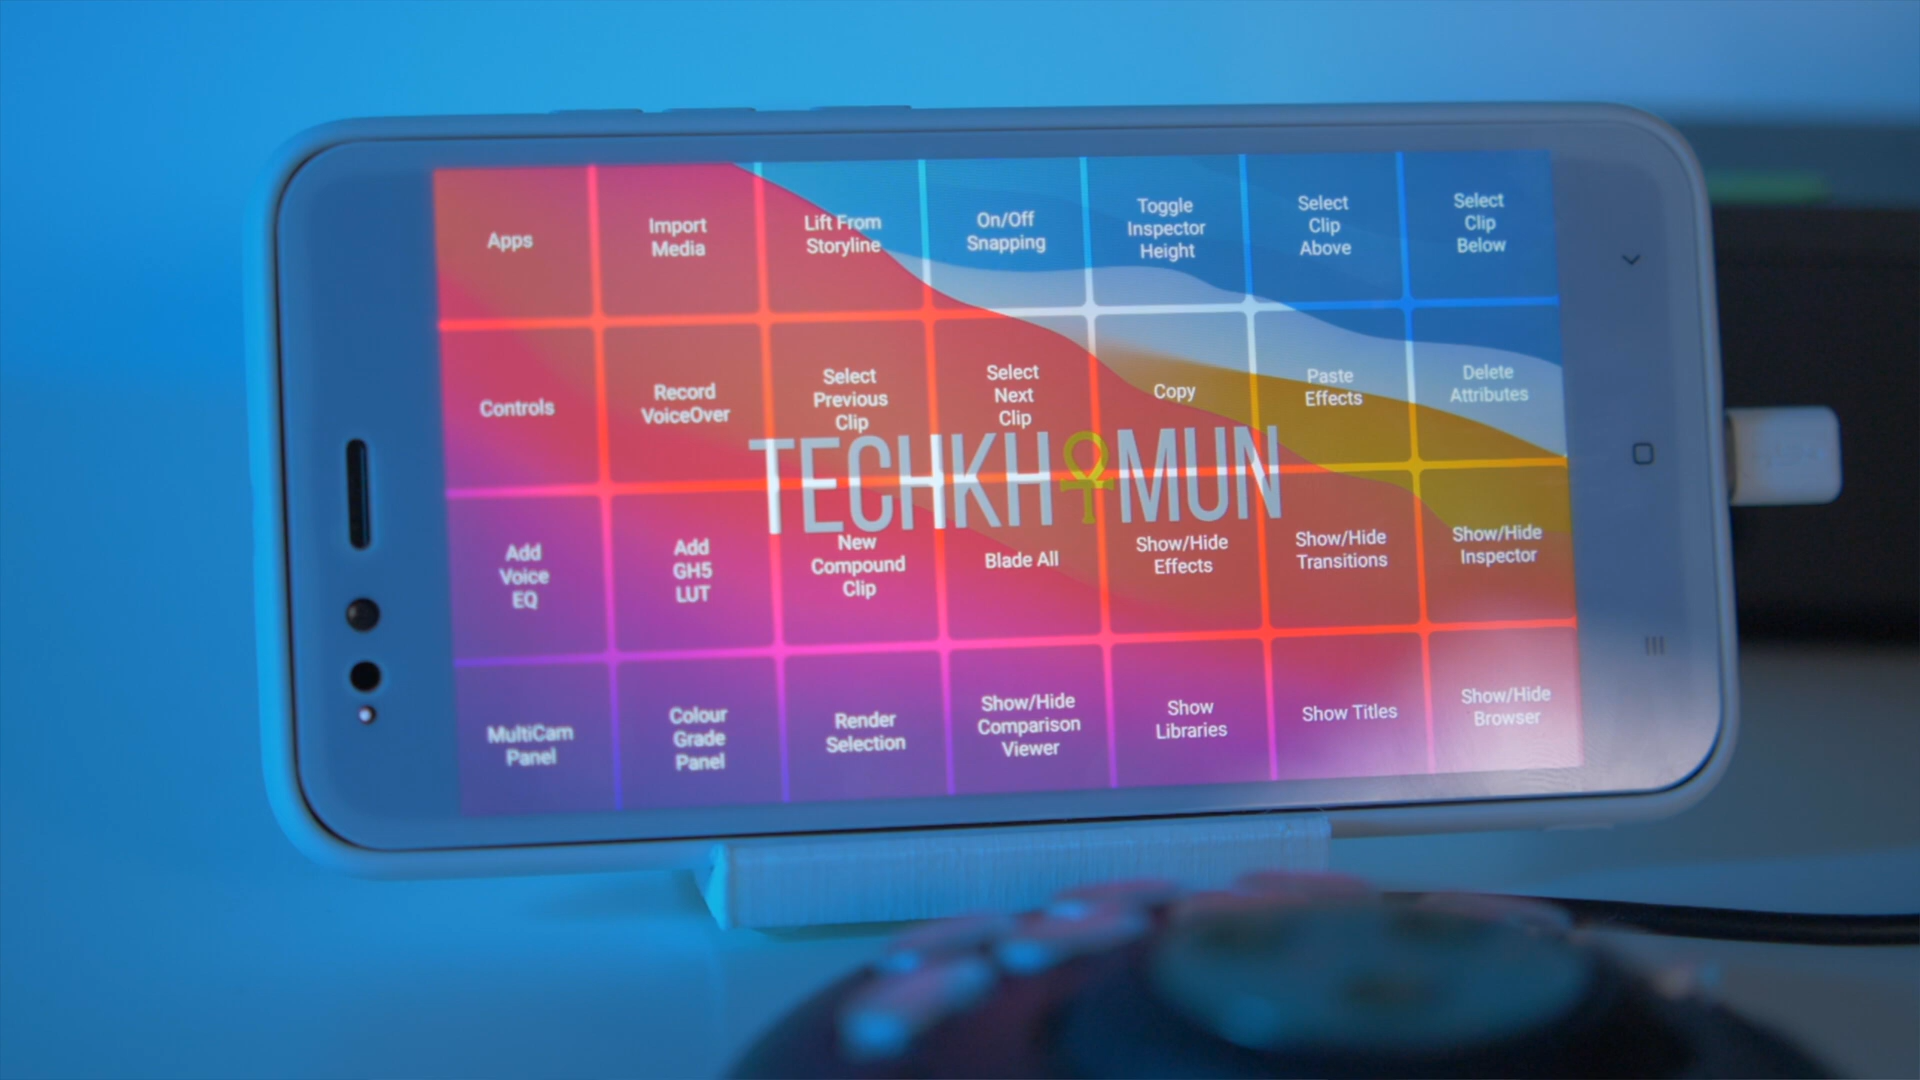 Apps
Import
Media
Lift From
Storyline
On/Off
Snapping
Toggle
Inspector
Height
Select
Clip
Above
Select
Clip
Below
Controls
Record
VoiceOver
Select
Previous
Clip
Select
Next
Clip
Copy
Paste
Effects
Delete
Attributes
TECHKH☥MUN
Add
Voice
EQ
Add
GH5
LUT
New
Compound
Clip
Blade All
Show/Hide
Effects
Show/Hide
Transitions
Show/Hide
Inspector
MultiCam
Panel
Colour
Grade
Panel
Render
Selection
Show/Hide
Comparison
Viewer
Show
Libraries
Show Titles
Show/Hide
Browser